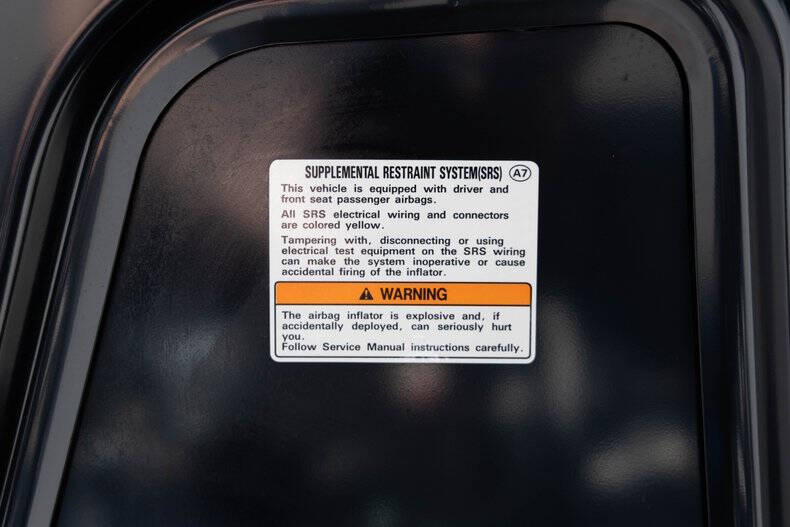 SUPPLEMENTAL RESTRAINT SYSTEM(SRS) A7
This vehicle is equipped with driver and
front seat passenger airbags.
All SRS electrical wiring and connectors
are colored yellow.
Tampering with, disconnecting or using
electrical test equipment on the SRS wiring
can make the system inoperative or cause
accidental firing of the inflator.
WARNING
The airbag inflator is explosive and, if
accidentally deployed, can seriously hurt
you.
Follow Service Manual instructions carefully.